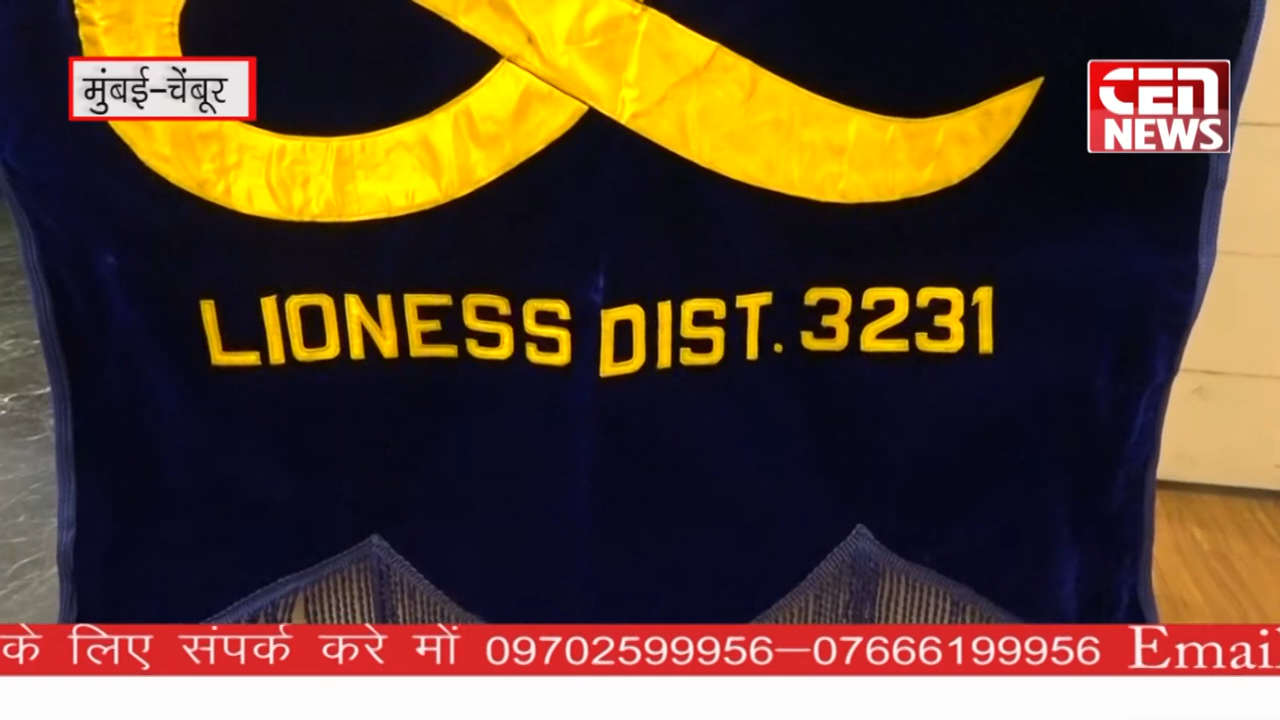 मुंबई-चेंबूर
CEN
NEWS
LIONESS DIST. 3231
के लिए संपर्क करे मों 09702599956-07666199956 Email